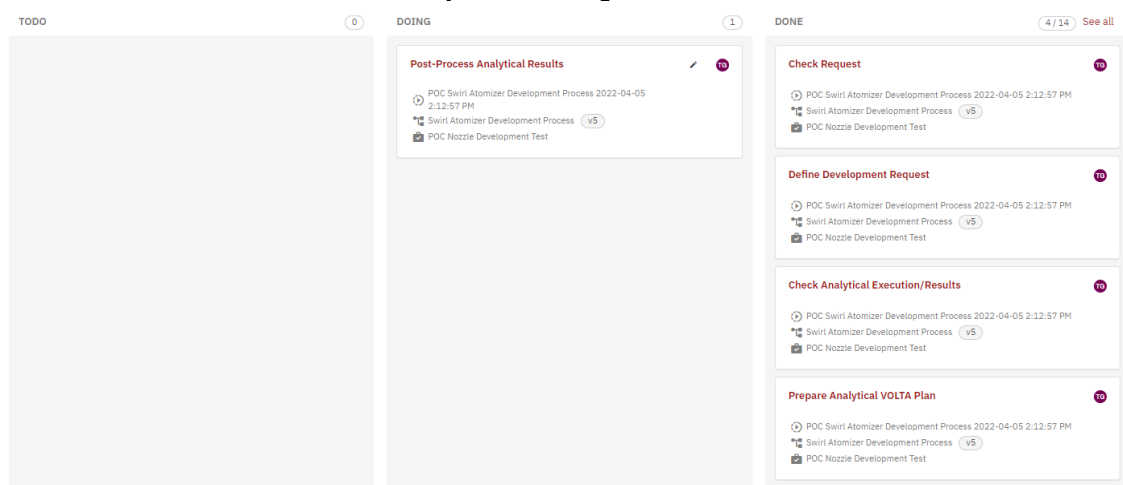 TODO
0
DOING
1
DONE
4 / 14
See all
Post-Process Analytical Results
TG
POC Swirl Atomizer Development Process 2022-04-05
2:12:57 PM
Swirl Atomizer Development Process v5
POC Nozzle Development Test
Check Request
TG
POC Swirl Atomizer Development Process 2022-04-05 2:12:57 PM
Swirl Atomizer Development Process v5
POC Nozzle Development Test
Define Development Request
TG
POC Swirl Atomizer Development Process 2022-04-05 2:12:57 PM
Swirl Atomizer Development Process v5
POC Nozzle Development Test
Check Analytical Execution/Results
TG
POC Swirl Atomizer Development Process 2022-04-05 2:12:57 PM
Swirl Atomizer Development Process v5
POC Nozzle Development Test
Prepare Analytical VOLTA Plan
TG
POC Swirl Atomizer Development Process 2022-04-05 2:12:57 PM
Swirl Atomizer Development Process v5
POC Nozzle Development Test